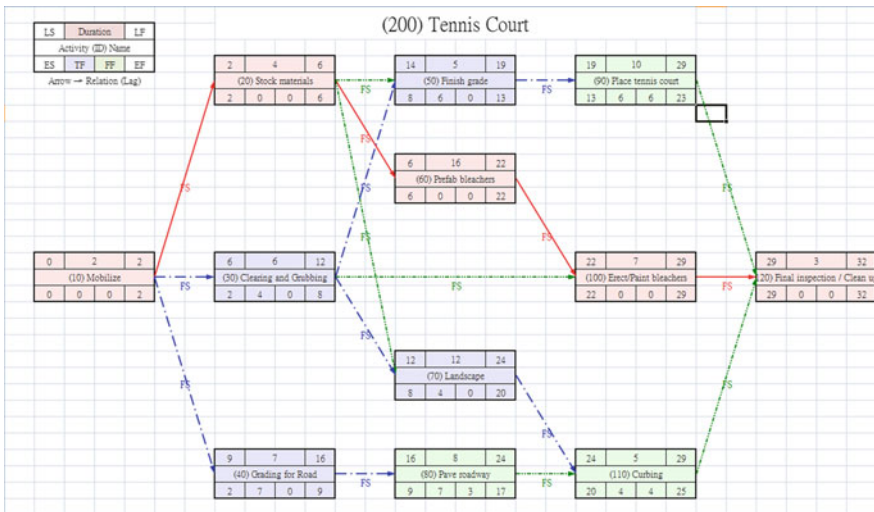 (200) Tennis Court
LS Duration LF
Activity (ID) Name
ES TF FF EF
Arrow → Relation (Lag)
2 4 6
(20) Stock materials
2 0 0 6
14 5 19
(50) Finish grade
8 6 0 13
19 10 29
(90) Place tennis court
13 6 6 23
FS
FS
FS
6 16 22
(60) Prefab bleachers
6 0 0 22
FS
FS
FS
FS
FS
0 2 2
(10) Mobilize
0 0 0 2
6 6 12
(30) Clearing and Grubbing
2 4 0 8
22 7 29
(100) Erect/Paint bleachers
22 0 0 29
29 3 32
(120) Final inspection / Clean up
29 0 0 32
FS
FS
FS
12 12 24
(70) Landscape
8 4 0 20
FS
FS
FS
FS
9 7 16
(40) Grading for Road
2 7 0 9
16 8 24
(80) Pave roadway
9 7 3 17
24 5 29
(110) Curbing
20 4 4 25
FS
FS